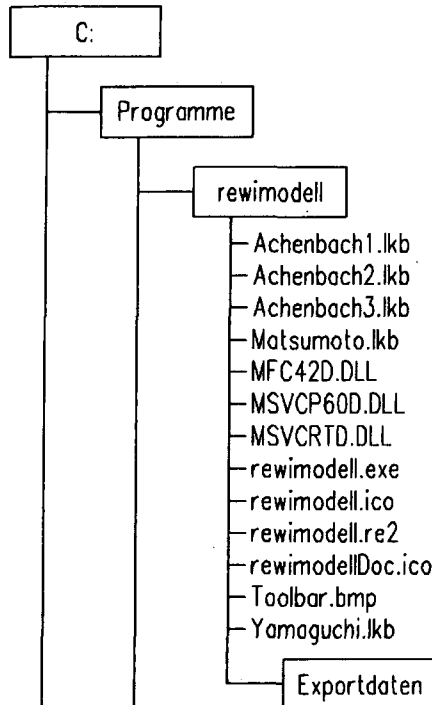 C:
Programme
rewimodell
Achenbach1.lkb
Achenbach2.lkb
Achenbach3.lkb
Matsumoto.lkb
MFC42D.DLL
MSVCP60D.DLL
MSVCRTD.DLL
rewimodell.exe
rewimodell.ico
rewimodell.re2
rewimodellDoc.ico
Toolbar.bmp
Yamaguchi.lkb
Exportdaten